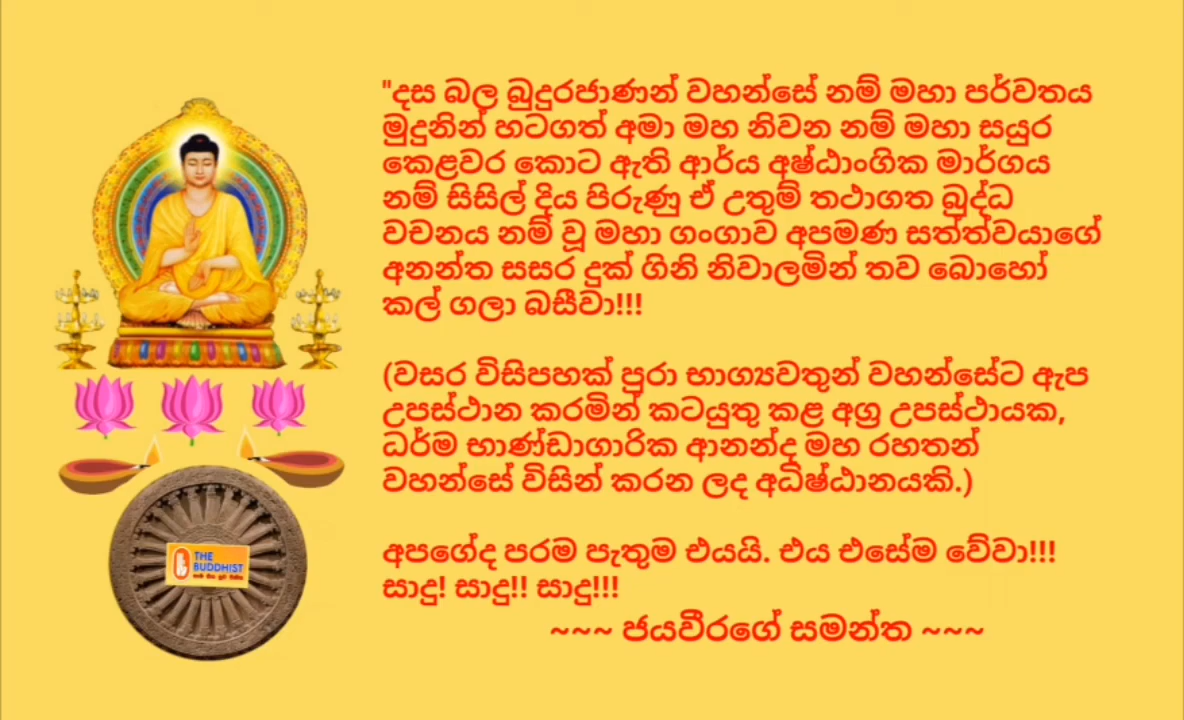 "දස බල බුදුරජාණන් වහන්සේ නම් මහා පර්වතය
මුදුනින් හටගත් අමා මහ නිවන නම් මහා සයුර
කෙළවර කොට ඇති ආර්ය අෂ්ඨාංගික මාර්ගය
නම් සිසිල් දිය පිරුණු ඒ උතුම් තථාගත බුද්ධ
වචනය නම් වූ මහා ගංගාව අපමණ සත්ත්වයාගේ
අනන්ත සසර දුක් ගිනි නිවාලමින් තව බොහෝ
කල් ගලා බසීවා!!!
(වසර විසිපහක් පුරා භාග්‍යවතුන් වහන්සේට ඇප
උපස්ථාන කරමින් කටයුතු කළ අග්‍ර උපස්ථායක,
ධර්ම භාණ්ඩාගාරික ආනන්ද මහ රහතන්
වහන්සේ විසින් කරන ලද අධිෂ්ඨානයකි.)
අපගේද පරම පැතුම එයයි. එය එසේම වේවා!!!
සාදු! සාදු!! සාදු!!!
~~~ ජයවීරගේ සමන්ත ~~~
THE
BUDDHIST